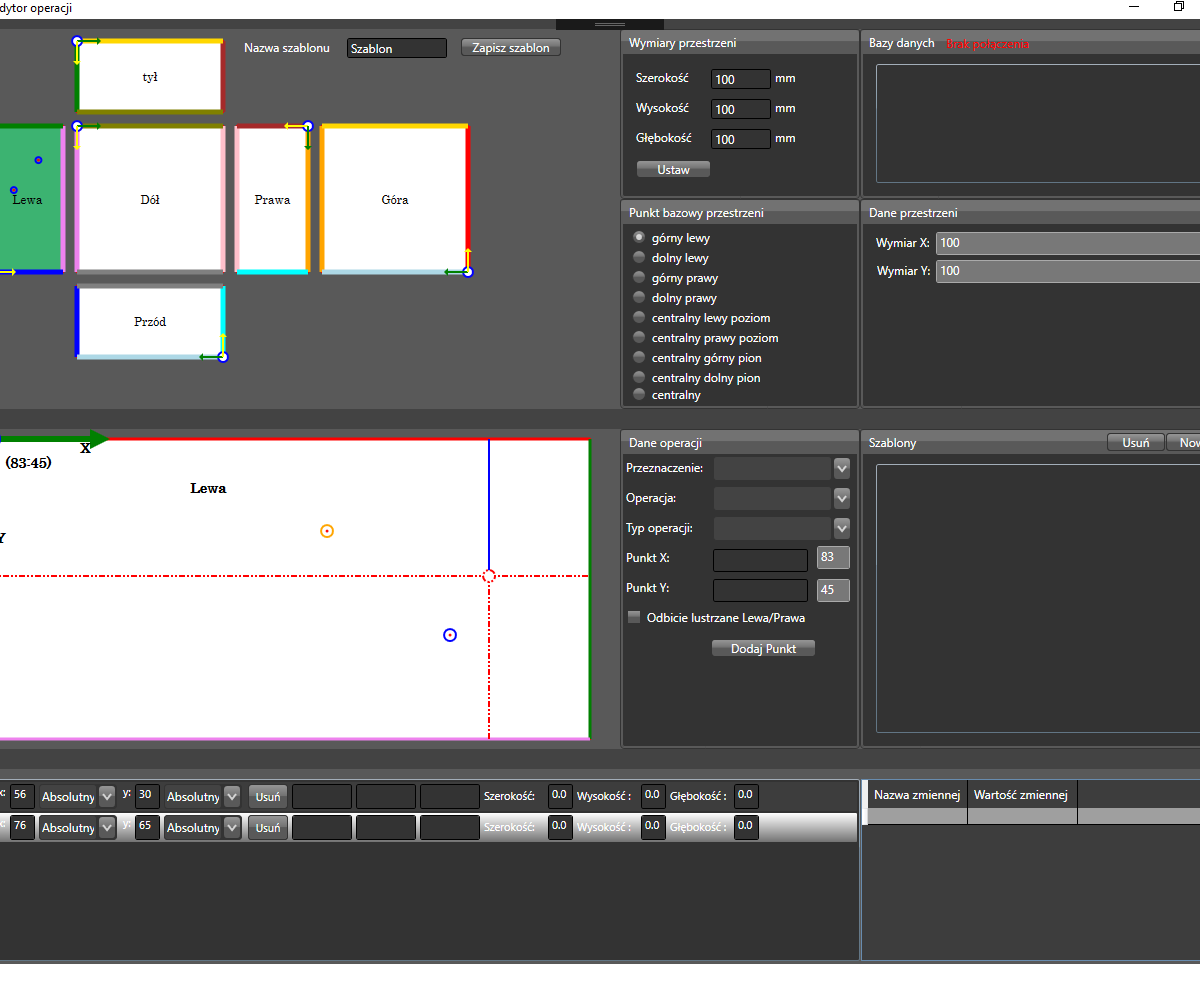 dytor operacji
tył
Nazwa szablonu
Szablon
Zapisz szablon
Lewa
Dół
Prawa
Góra
Przód
Wymiary przestrzeni
Szerokość 100 mm
Wysokość 100 mm
Głębokość 100 mm
Ustaw
Bazy danych Brak połączenia
Punkt bazowy przestrzeni
górny lewy
dolny lewy
górny prawy
dolny prawy
centralny lewy poziom
centralny prawy poziom
centralny górny pion
centralny dolny pion
centralny
Dane przestrzeni
Wymiar X: 100
Wymiar Y: 100
X
(83:45)
Lewa
Y
Dane operacji
Przeznaczenie:
Operacja:
Typ operacji:
Punkt X: 83
Punkt Y: 45
Odbicie lustrzane Lewa/Prawa
Dodaj Punkt
Szablony Usuń Now
x: 56 Absolutny y: 30 Absolutny Usuń Szerokość: 0.0 Wysokość : 0.0 Głębokość : 0.0
x: 76 Absolutny y: 65 Absolutny Usuń Szerokość: 0.0 Wysokość : 0.0 Głębokość : 0.0
Nazwa zmiennej Wartość zmiennej